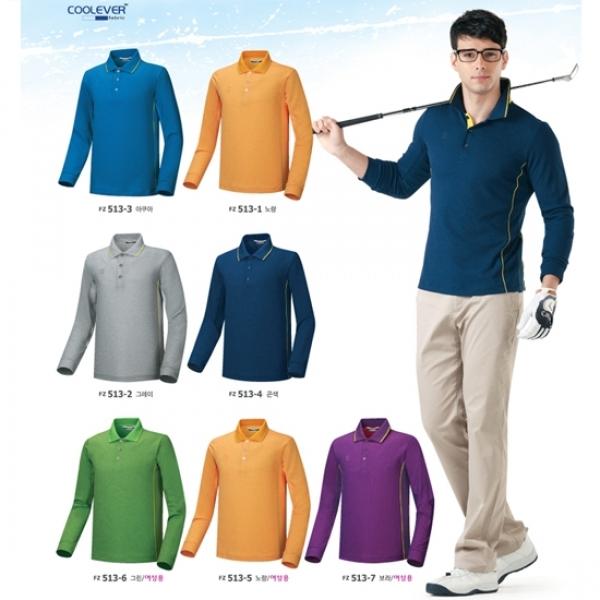 COOLEVER
fabric
FZ 513-3 아쿠아
FZ 513-1 노랑
FZ 513-2 그레이
FZ 513-4 곤색
FZ 513-6 그린/여성용
FZ 513-5 노랑/여성용
FZ 513-7 보라/여성용